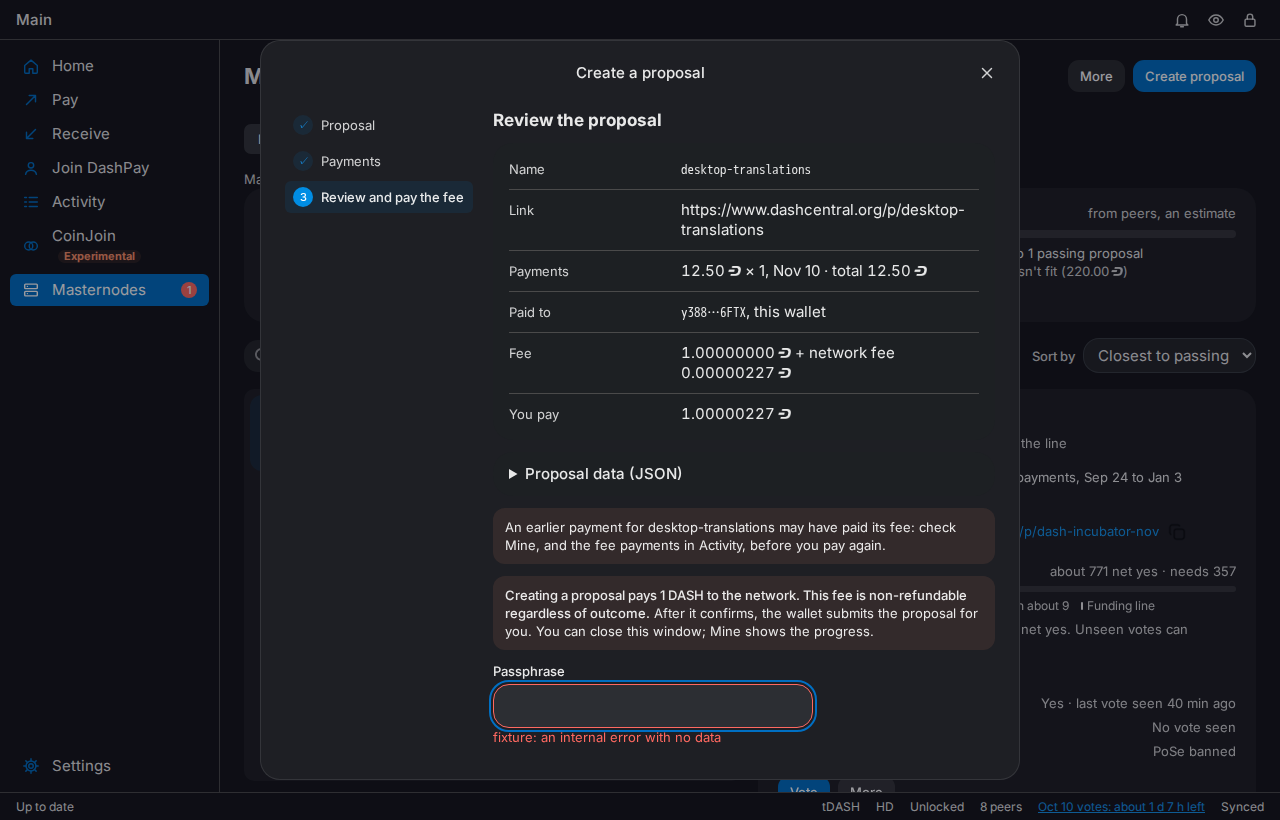 Main
Home
Pay
Receive
Join DashPay
Activity
CoinJoin
Experimental
Masternodes
1
Settings
More
Create proposal
from peers, an estimate
1 passing proposal
(220.00
Sort by
Closest to passing
the line
payments, Sep 24 to Jan 3
/p/dash-incubator-nov
about 771 net yes · needs 357
about 9
Funding line
net yes. Unseen votes can
Yes · last vote seen 40 min ago
No vote seen
PoSe banned
Vote
More
Create a proposal
Proposal
Payments
3
Review and pay the fee
Review the proposal
Name
desktop-translations
Link
https://www.dashcentral.org/p/desktop-
translations
Payments
12.50 × 1, Nov 10 · total 12.50
Paid to
y388···6FTX, this wallet
Fee
1.00000000 + network fee
0.00000227
You pay
1.00000227
Proposal data (JSON)
An earlier payment for desktop-translations may have paid its fee: check
Mine, and the fee payments in Activity, before you pay again.
Creating a proposal pays 1 DASH to the network. This fee is non-refundable
regardless of outcome. After it confirms, the wallet submits the proposal for
you. You can close this window; Mine shows the progress.
Passphrase
fixture: an internal error with no data
Up to date
tDASH
HD
Unlocked
8 peers
Oct 10 votes: about 1 d 7 h left
Synced